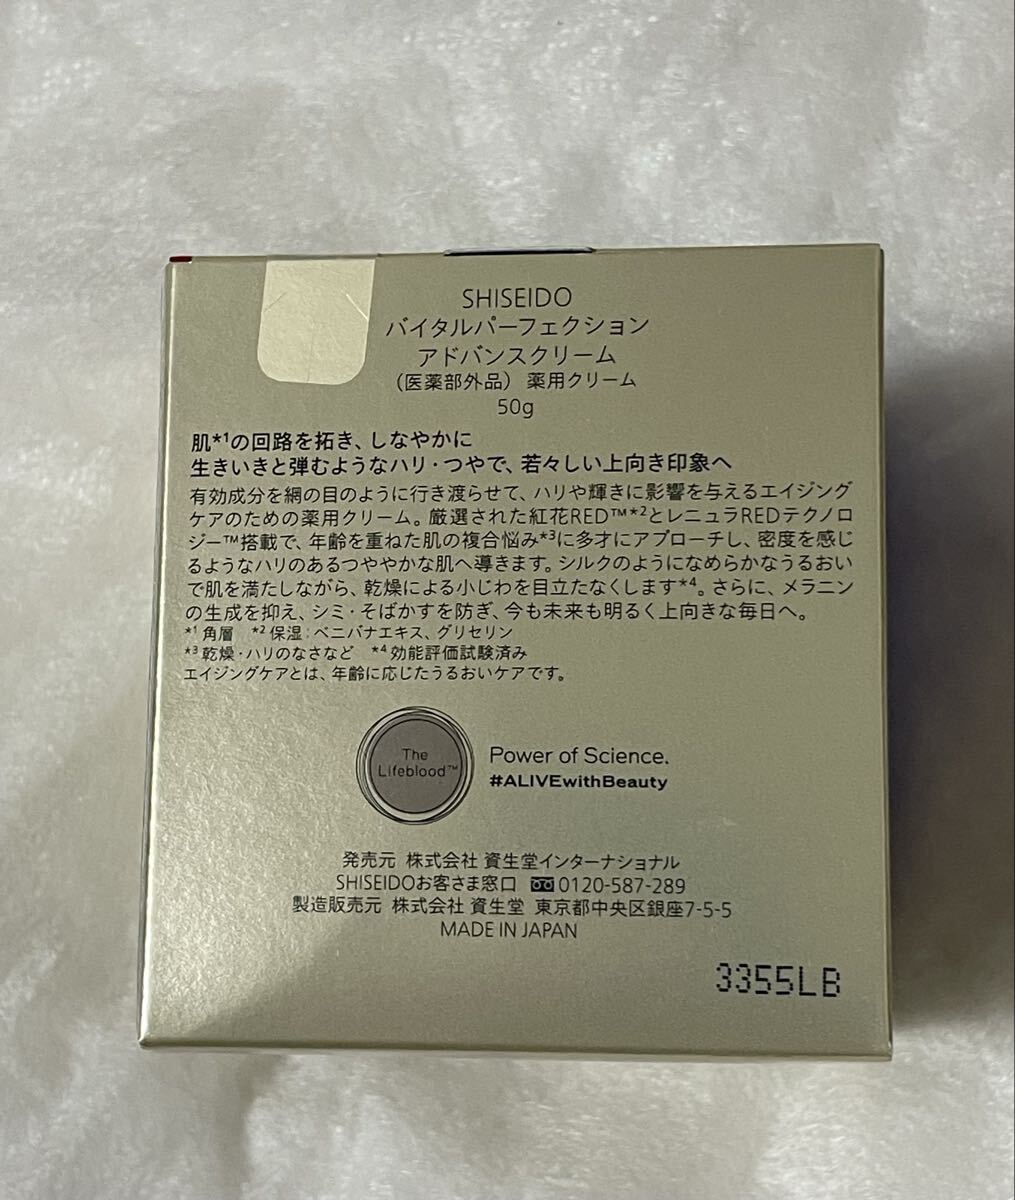 SHISEIDO
バイタルパーフェクション
アドバンスクリーム
（医薬部外品） 薬用クリーム
50g
肌*1の回路を拓き、しなやかに
生きいきと弾むようなハリ・つやで、若々しい上向き印象へ
有効成分を網の目のように行き渡らせて、ハリや輝きに影響を与えるエイジング
ケアのための薬用クリーム。厳選された紅花RED™*2とレニュラREDテクノロ
ジー™搭載で、年齢を重ねた肌の複合悩み*3に多才にアプローチし、密度を感じ
るようなハリのあるつややかな肌へ導きます。シルクのようになめらかなうるおい
で肌を満たしながら、乾燥による小じわを目立たなくします*4。さらに、メラニン
の生成を抑え、シミ・そばかすを防ぎ、今も未来も明るく上向きな毎日へ。
*1 角層 *2 保湿：ベニバナエキス、グリセリン
*3 乾燥・ハリのなさなど *4 効能評価試験済み
エイジングケアとは、年齢に応じたうるおいケアです。
The
Lifeblood™
Power of Science.
#ALIVEwithBeauty
発売元 株式会社 資生堂インターナショナル
SHISEIDOお客さま窓口 0120-587-289
製造販売元 株式会社 資生堂 東京都中央区銀座7-5-5
MADE IN JAPAN
3355LB